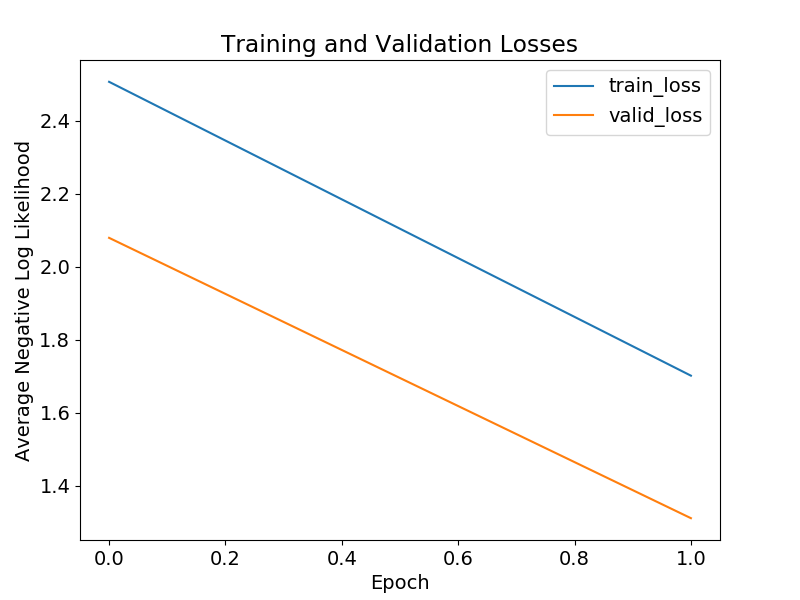 Training and Validation Losses
train_loss
valid_loss
Average Negative Log Likelihood
2.4
2.2
2.0
1.8
1.6
1.4
0.0 0.2 0.4 0.6 0.8 1.0
Epoch